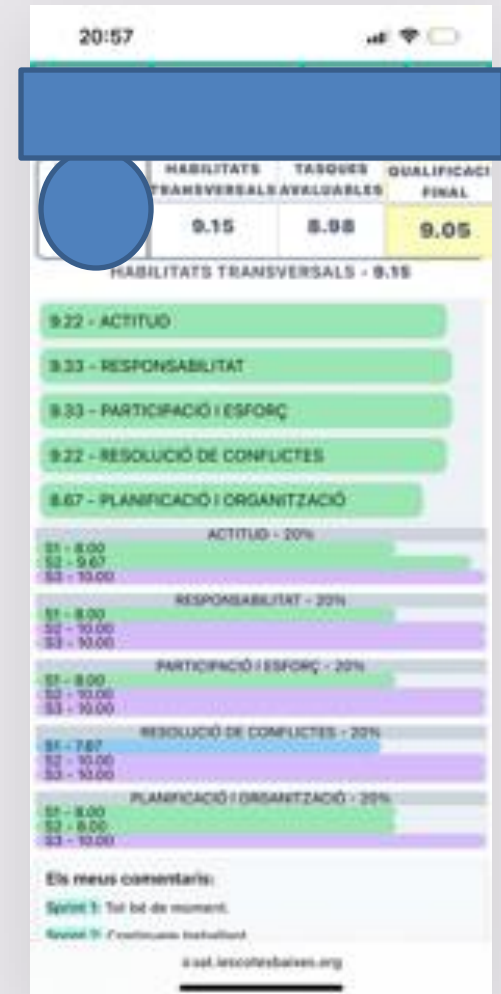 20:57
HABILITATS TRANSVERSALS
TASQUES AVALUABLES
QUALIFICACI FINAL
9.15
8.98
9.05
HABILITATS TRANSVERSALS - 9.15
9.22 - ACTITUD
9.33 - RESPONSABILITAT
9.33 - PARTICIPACIÓ I ESFORÇ
9.22 - RESOLUCIÓ DE CONFLICTES
8.67 - PLANIFICACIÓ I ORGANITZACIÓ
ACTITUD - 20%
S1 - 8.00
S2 - 9.67
S3 - 10.00
RESPONSABILITAT - 20%
S1 - 8.00
S2 - 10.00
S3 - 10.00
PARTICIPACIÓ I ESFORÇ - 20%
S1 - 8.00
S2 - 10.00
S3 - 10.00
RESOLUCIÓ DE CONFLICTES - 20%
S1 - 7.67
S2 - 10.00
S3 - 10.00
PLANIFICACIÓ I ORGANITZACIÓ - 20%
S1 - 8.00
S2 - 8.00
S3 - 10.00
Els meus comentaris:
Sprint 1: Tot bé de moment.